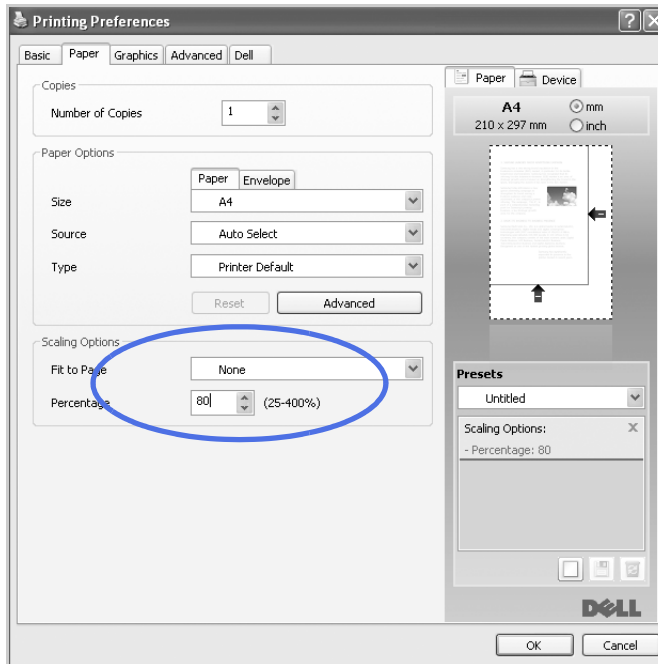 Printing Preferences
Basic Paper Graphics Advanced Dell
Copies
Number of Copies 1
Paper Options
Paper Envelope
Size A4
Source Auto Select
Type Printer Default
Reset Advanced
Scaling Options
Fit to Page None
Percentage 80 (25-400%)
Paper Device
A4 mm
210 x 297 mm inch
Presets
Untitled
Scaling Options: X
- Percentage: 80
DELL
OK Cancel